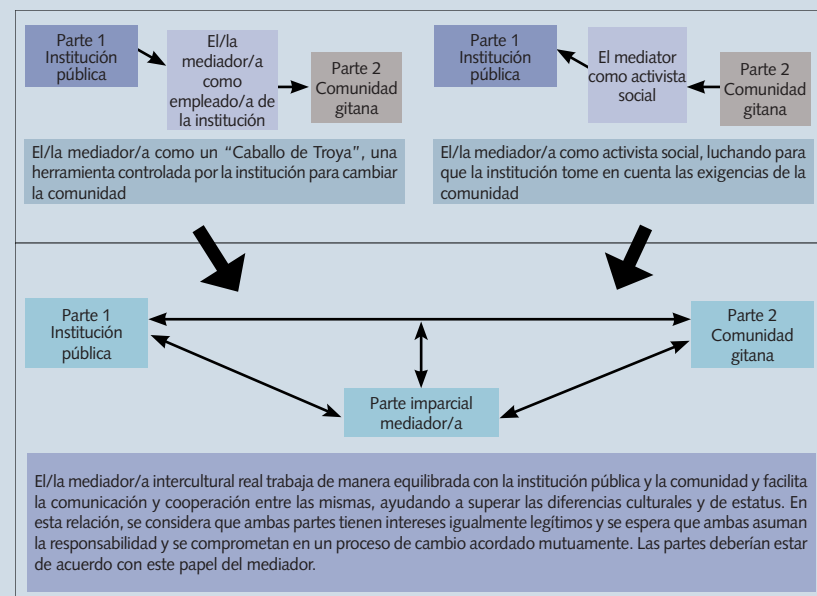 Parte 1
Institución
pública
El/la
mediador/a
como
empleado/a de
la institución
Parte 2
Comunidad
gitana
El/la mediador/a como un “Caballo de Troya”, una
herramienta controlada por la institución para cambiar
la comunidad
Parte 1
Institución
pública
El mediator
como activista
social
Parte 2
Comunidad
gitana
El/la mediador/a como activista social, luchando para
que la institución tome en cuenta las exigencias de la
comunidad
Parte 1
Institución
pública
Parte 2
Comunidad
gitana
Parte imparcial
mediador/a
El/la mediador/a intercultural real trabaja de manera equilibrada con la institución pública y la comunidad y facilita
la comunicación y cooperación entre las mismas, ayudando a superar las diferencias culturales y de estatus. En
esta relación, se considera que ambas partes tienen intereses igualmente legítimos y se espera que ambas asuman
la responsabilidad y se comprometan en un proceso de cambio acordado mutuamente. Las partes deberían estar
de acuerdo con este papel del mediador.